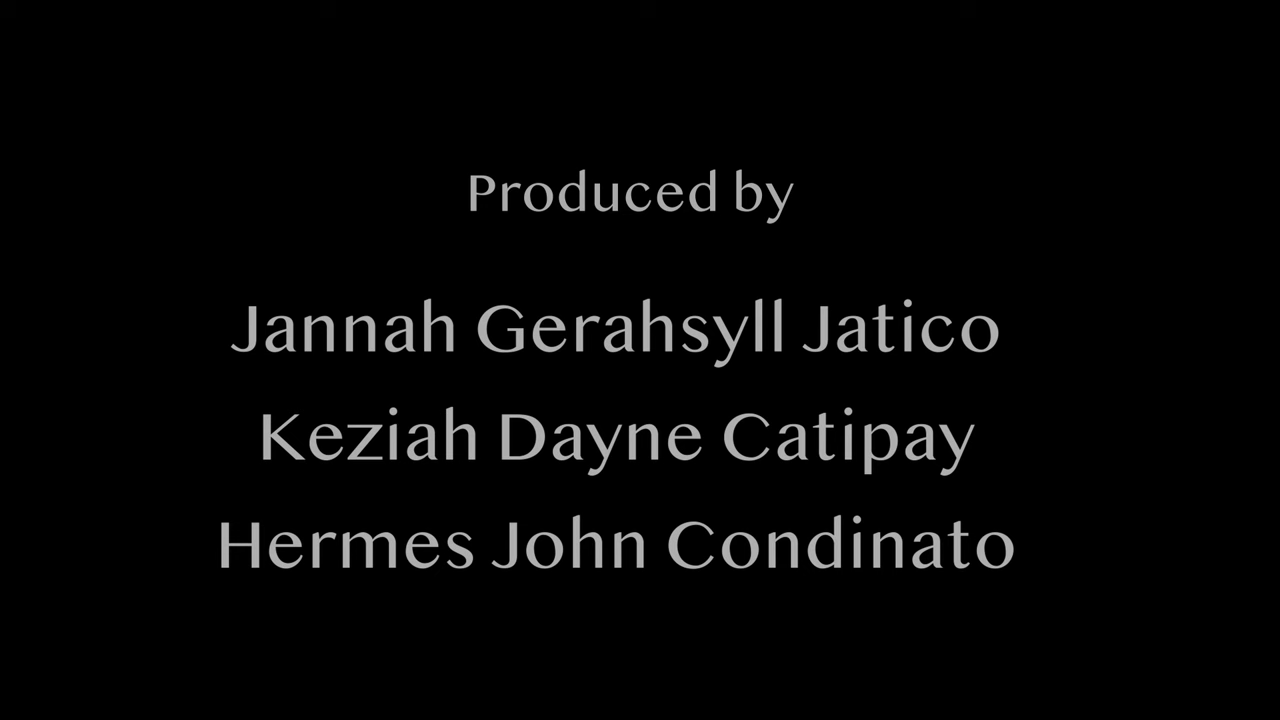 Produced by
Jannah Gerahsyll Jatico
Keziah Dayne Catipay
Hermes John Condinato